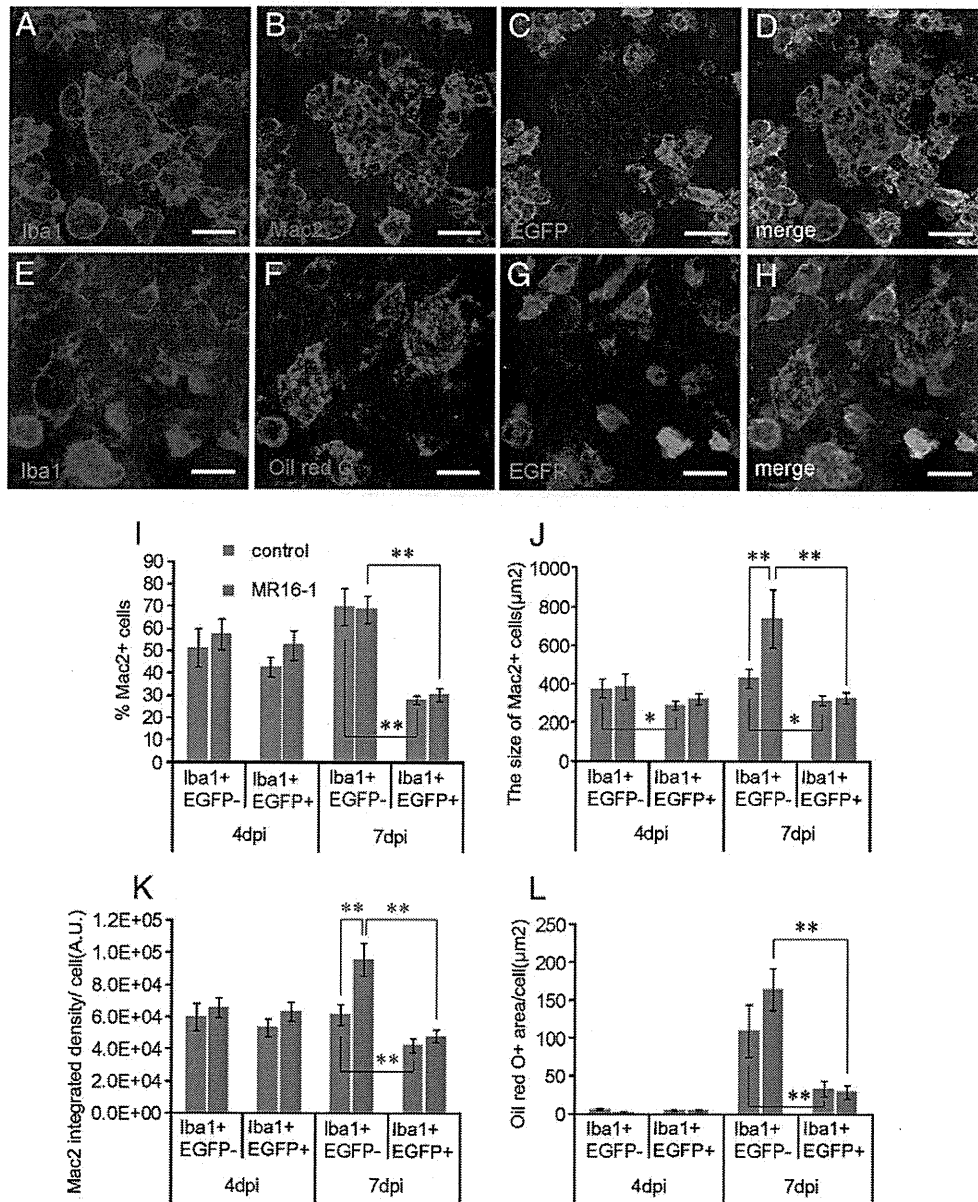 A
B
C
D
Iba1
Mac2
EGFP
merge
E
F
G
H
Iba1
Oil red O
EGFP
merge
I
control
MR16-1
**
**
% Mac2+ cells
90
80
70
60
50
40
30
20
10
0
Iba1+ Iba1+ Iba1+ Iba1+
EGFP- EGFP+ EGFP- EGFP+
4dpi 7dpi
J
** **
* *
The size of Mac2+ cells(μm2)
1000
800
600
400
200
0
Iba1+ Iba1+ Iba1+ Iba1+
EGFP- EGFP+ EGFP- EGFP+
4dpi 7dpi
K
** **
**
Mac2 integrated density/ cell(A.U.)
1.2E+05
1.0E+05
8.0E+04
6.0E+04
4.0E+04
2.0E+04
0.0E+00
Iba1+ Iba1+ Iba1+ Iba1+
EGFP- EGFP+ EGFP- EGFP+
4dpi 7dpi
L
**
**
Oil red O+ area/cell(μm2)
250
200
150
100
50
0
Iba1+ Iba1+ Iba1+ Iba1+
EGFP- EGFP+ EGFP- EGFP+
4dpi 7dpi